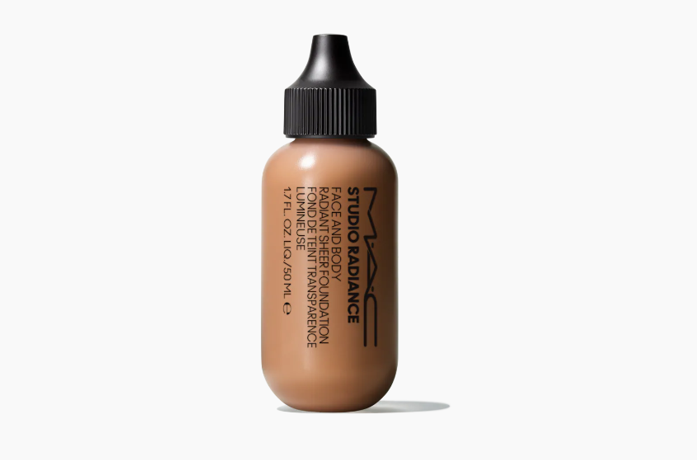 M·A·C
STUDIO RADIANCE
FACE AND BODY
RADIANT SHEER FOUNDATION
FOND DE TEINT TRANSPARENCE
LUMINEUSE
1.7 FL. OZ. LIQ./50 ML ℮